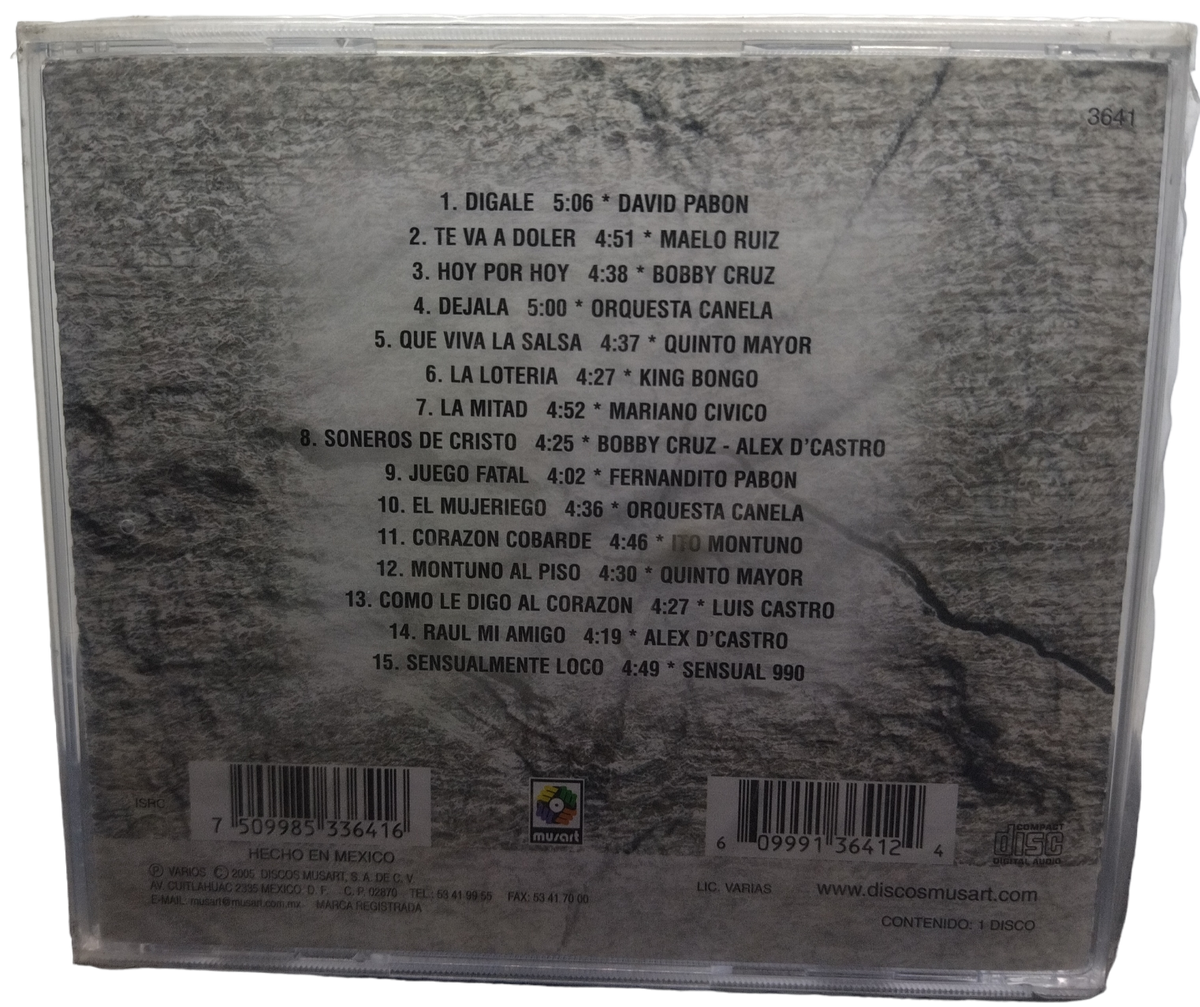 3641
1. DIGALE 5:06 * DAVID PABON
2. TE VA A DOLER 4:51 * MAELO RUIZ
3. HOY POR HOY 4:38 * BOBBY CRUZ
4. DEJALA 5:00 * ORQUESTA CANELA
5. QUE VIVA LA SALSA 4:37 * QUINTO MAYOR
6. LA LOTERIA 4:27 * KING BONGO
7. LA MITAD 4:52 * MARIANO CIVICO
8. SONEROS DE CRISTO 4:25 * BOBBY CRUZ - ALEX D'CASTRO
9. JUEGO FATAL 4:02 * FERNANDITO PABON
10. EL MUJERIEGO 4:36 * ORQUESTA CANELA
11. CORAZON COBARDE 4:46 * ITO MONTUNO
12. MONTUNO AL PISO 4:30 * QUINTO MAYOR
13. COMO LE DIGO AL CORAZON 4:27 * LUIS CASTRO
14. RAUL MI AMIGO 4:19 * ALEX D'CASTRO
15. SENSUALMENTE LOCO 4:49 * SENSUAL 990
ISRC
7 509985 336416
musart
6 09991 36412 4
COMPACT
disc
DIGITAL AUDIO
HECHO EN MEXICO
℗ VARIOS © 2005 DISCOS MUSART, S. A. DE C. V.
AV. CUITLAHUAC 2335 MEXICO, D. F. C. P. 02870 TEL.: 53 41 99 55 FAX: 53 41 70 00
E-MAIL: musart@musart.com.mx MARCA REGISTRADA
LIC. VARIAS www.discosmusart.com
CONTENIDO: 1 DISCO